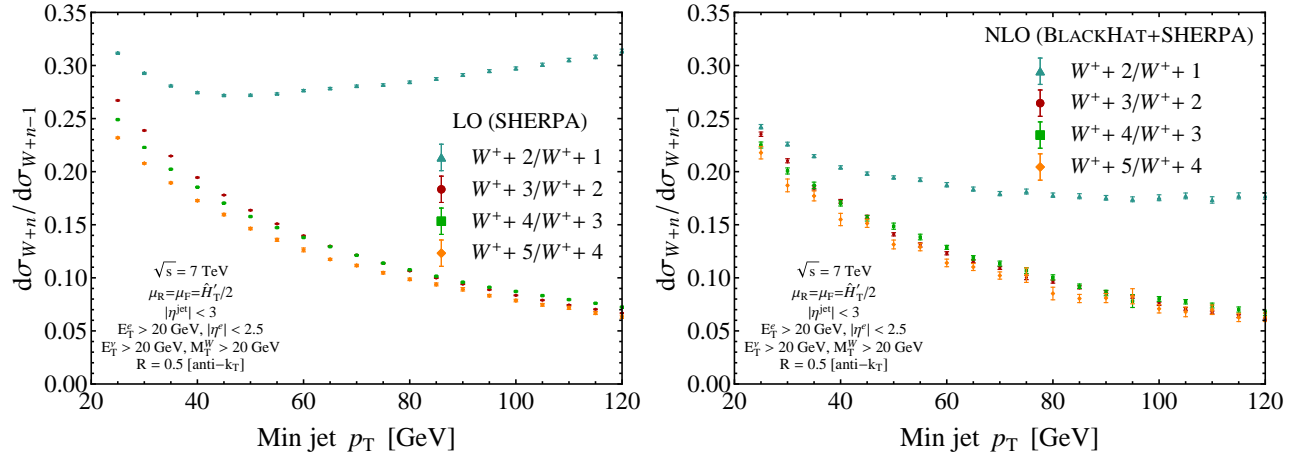 dσ_{W+n} / dσ_{W+n−1}
0.35
0.30
0.25
0.20
0.15
0.10
0.05
0.00
LO (SHERPA)
W⁺+ 2/W⁺+ 1
W⁺+ 3/W⁺+ 2
W⁺+ 4/W⁺+ 3
W⁺+ 5/W⁺+ 4
√s = 7 TeV
μ_R=μ_F=Ĥ′_T/2
|η^{jet}| < 3
E_T^e > 20 GeV, |η^e| < 2.5
E_T^ν > 20 GeV, M_T^W > 20 GeV
R = 0.5 [anti−k_T]
20 40 60 80 100 120
Min jet p_T [GeV]
dσ_{W+n} / dσ_{W+n−1}
0.35
0.30
0.25
0.20
0.15
0.10
0.05
0.00
NLO (BLACKHAT+SHERPA)
W⁺+ 2/W⁺+ 1
W⁺+ 3/W⁺+ 2
W⁺+ 4/W⁺+ 3
W⁺+ 5/W⁺+ 4
√s = 7 TeV
μ_R=μ_F=Ĥ′_T/2
|η^{jet}| < 3
E_T^e > 20 GeV, |η^e| < 2.5
E_T^ν > 20 GeV, M_T^W > 20 GeV
R = 0.5 [anti−k_T]
20 40 60 80 100 120
Min jet p_T [GeV]